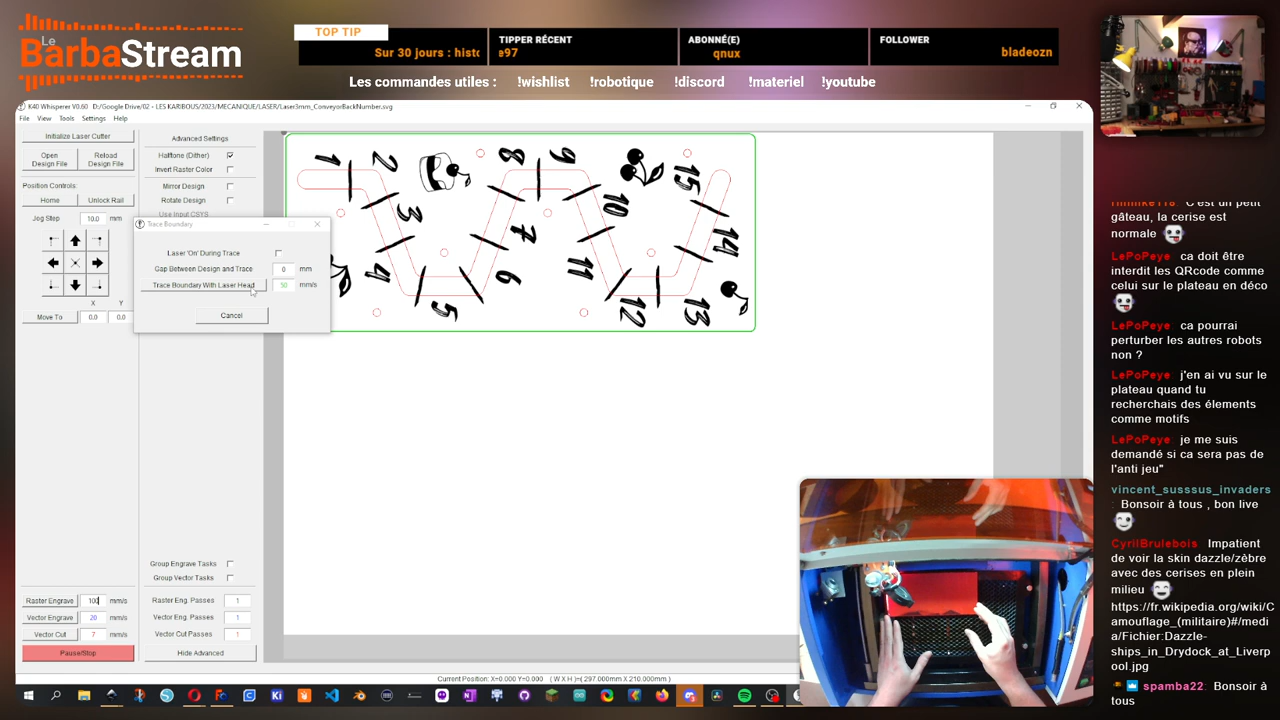 Le
BarbaStream
TOP TIP
Sur 30 jours : histo
TIPPER RÉCENT
e97
ABONNÉ(E)
qnux
FOLLOWER
bladeozn
Les commandes utiles : !wishlist !robotique !discord !materiel !youtube
K40 Whisperer V0.60 D:/Google Drive/02 - LES KARIBOUS/2023/MECANIQUE/LASER/Laser3mm_ConveyorBackNumber.svg
File View Tools Settings Help
Initialize Laser Cutter
Open
Design File
Reload
Design File
Position Controls:
Home
Unlock Rail
Jog Step 10.0 mm
X Y
Move To 0.0 0.0
Advanced Settings
Halftone (Dither)
Invert Raster Color
Mirror Design
Rotate Design
Use Input CSYS
Trace Boundary
Laser 'On' During Trace
Gap Between Design and Trace 0 mm
Trace Boundary With Laser Head 50 mm/s
Cancel
1
2
3
4
5
6
7
8
9
10
11
12
13
14
15
Group Engrave Tasks
Group Vector Tasks
Raster Engrave 100 mm/s
Vector Engrave 20 mm/s
Vector Cut 7 mm/s
Pause/Stop
Raster Eng. Passes 1
Vector Eng. Passes 1
Vector Cut Passes 1
Hide Advanced
Current Position: X=0.000 Y=0.000 ( W X H )=( 297.000mm X 210.000mm )
C'est un petit
gâteau, la cerise est
normale
LePoPeye ca doit être
interdit les QRcode comme
celui sur le plateau en déco
LePoPeye ca pourrai
perturber les autres robots
non ?
LePoPeye j'en ai vu sur le
plateau quand tu
recherchais des élements
comme motifs
LePoPeye je me suis
demandé si ca sera pas de
l'anti jeu"
vincent_susssus_invaders
: Bonsoir à tous , bon live
CyrilBrulebois Impatient
de voir la skin dazzle/zèbre
avec des cerises en plein
milieu
https://fr.wikipedia.org/wiki/C
amouflage_(militaire)#/medi
a/Fichier:Dazzle-
ships_in_Drydock_at_Liverp
ool.jpg
spamba22: Bonsoir à
tous